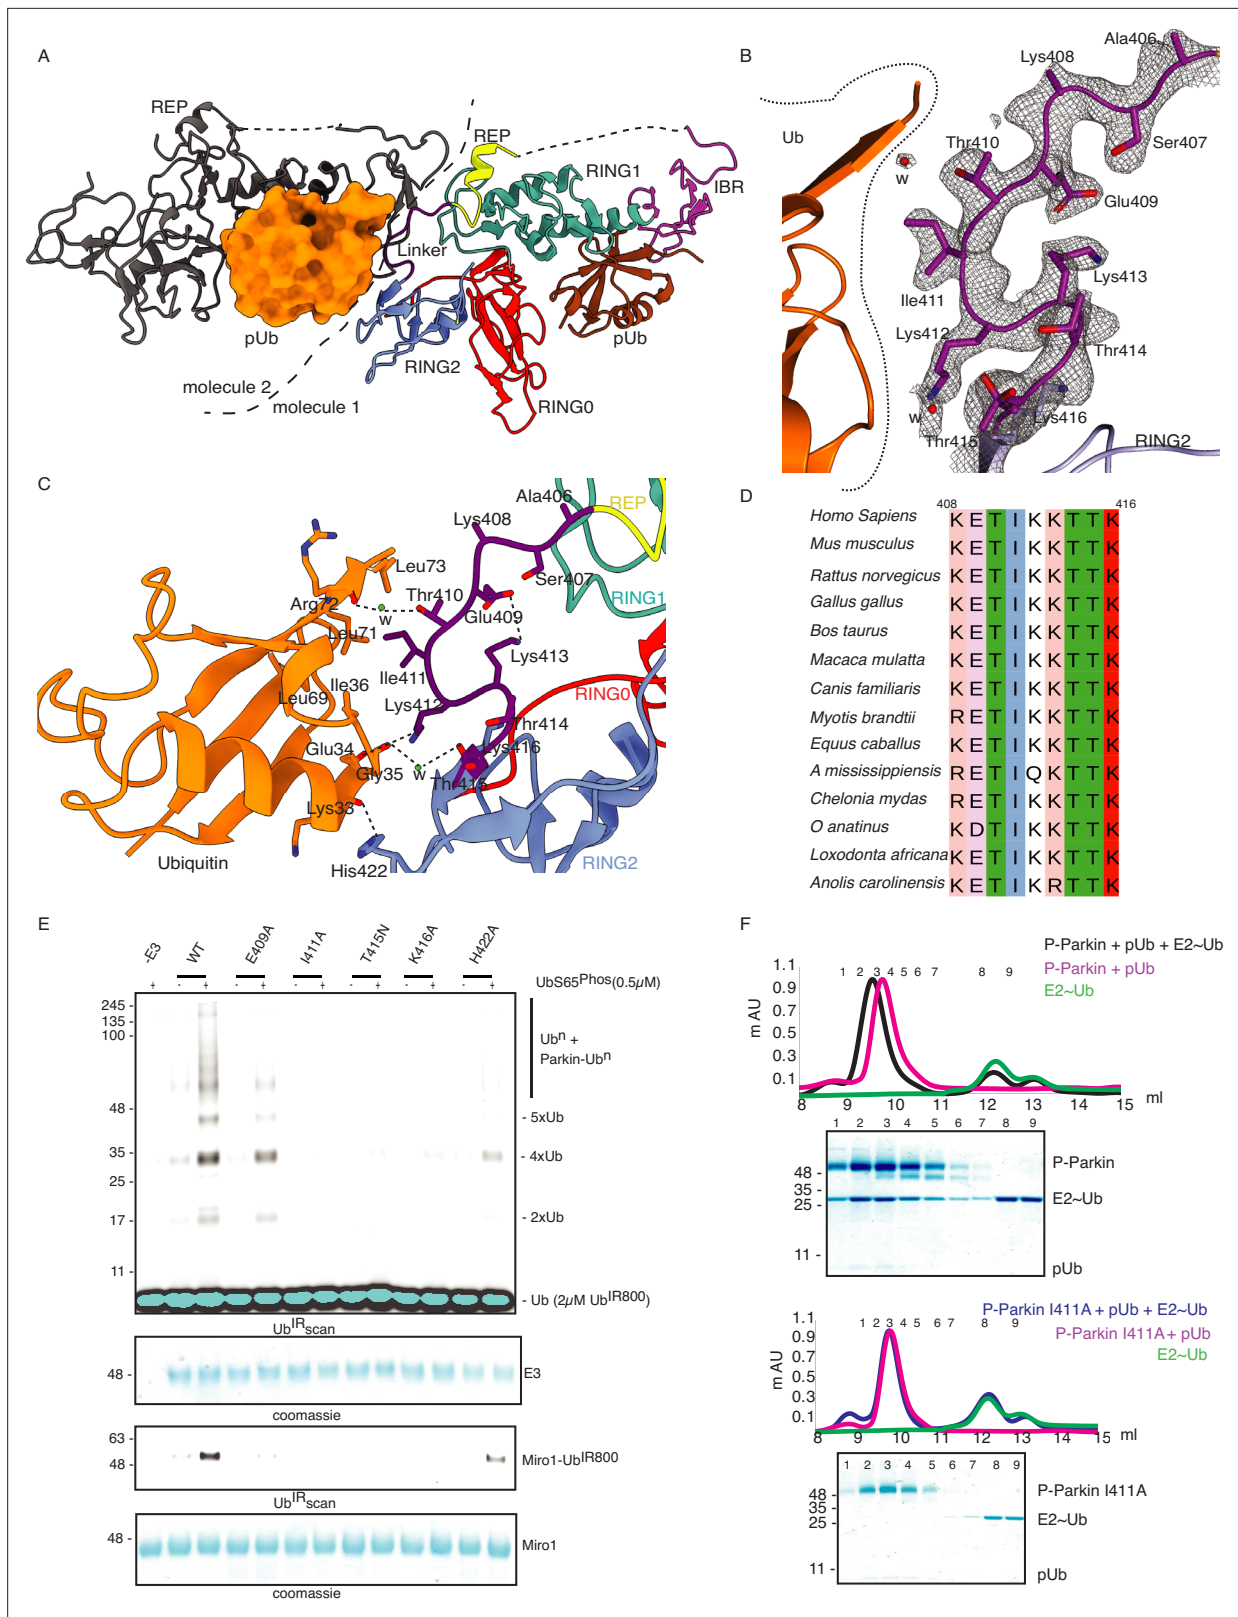 A
REP
REP
RING1
IBR
Linker
pUb
pUb
RING2
RING0
molecule 2
molecule 1
B
Ub
w
Ala406
Lys408
Ser407
Thr410
Glu409
Lys413
Ile411
Lys412
Thr414
w
Lys416
Thr415
RING2
C
Ala406
REP
Lys408
Leu73
Ser407
Thr410
RING1
Arg72
w
Glu409
Leu71
Lys413
Ile411
Ile36
Leu69
RING0
Lys412
Thr414
Glu34
Lys416
Gly35
w
Thr415
Lys33
Ubiquitin
His422
RING2
D
408 416
Homo Sapiens K E T I K K T T K
Mus musculus K E T I K K T T K
Rattus norvegicus K E T I K K T T K
Gallus gallus K E T I K K T T K
Bos taurus K E T I K K T T K
Macaca mulatta K E T I K K T T K
Canis familiaris K E T I K K T T K
Myotis brandtii R E T I K K T T K
Equus caballus K E T I K K T T K
A mississippiensis R E T I Q K T T K
Chelonia mydas R E T I K K T T K
O anatinus K D T I K K T T K
Loxodonta africana K E T I K K T T K
Anolis carolinensis K E T I K R T T K
E
-E3 WT E409A I411A T415N K416A H422A
+ - + - + - + - + - + - + UbS65Phos(0.5µM)
245 -
135 -
100 -
48 -
35 -
25 -
17 -
11 -
Ubn +
Parkin-Ubn
- 5xUb
- 4xUb
- 2xUb
- Ub (2µM UbIR800)
UbIR scan
48 -
E3
coomassie
63 -
48 -
Miro1-UbIR800
UbIR scan
48 -
Miro1
coomassie
F
P-Parkin + pUb + E2~Ub
P-Parkin + pUb
E2~Ub
1 2 3 4 5 6 7 8 9
m AU
1.1
0.9
0.7
0.5
0.3
0.1
8 9 10 11 12 13 14 15 ml
1 2 3 4 5 6 7 8 9
48 -
35 -
25 -
11 -
P-Parkin
E2~Ub
pUb
P-Parkin I411A + pUb + E2~Ub
P-Parkin I411A + pUb
E2~Ub
1 2 3 4 5 6 7 8 9
m AU
1.1
0.9
0.7
0.5
0.3
0.1
8 9 10 11 12 13 14 15 ml
1 2 3 4 5 6 7 8 9
48 -
35 -
25 -
11 -
P-Parkin I411A
E2~Ub
pUb